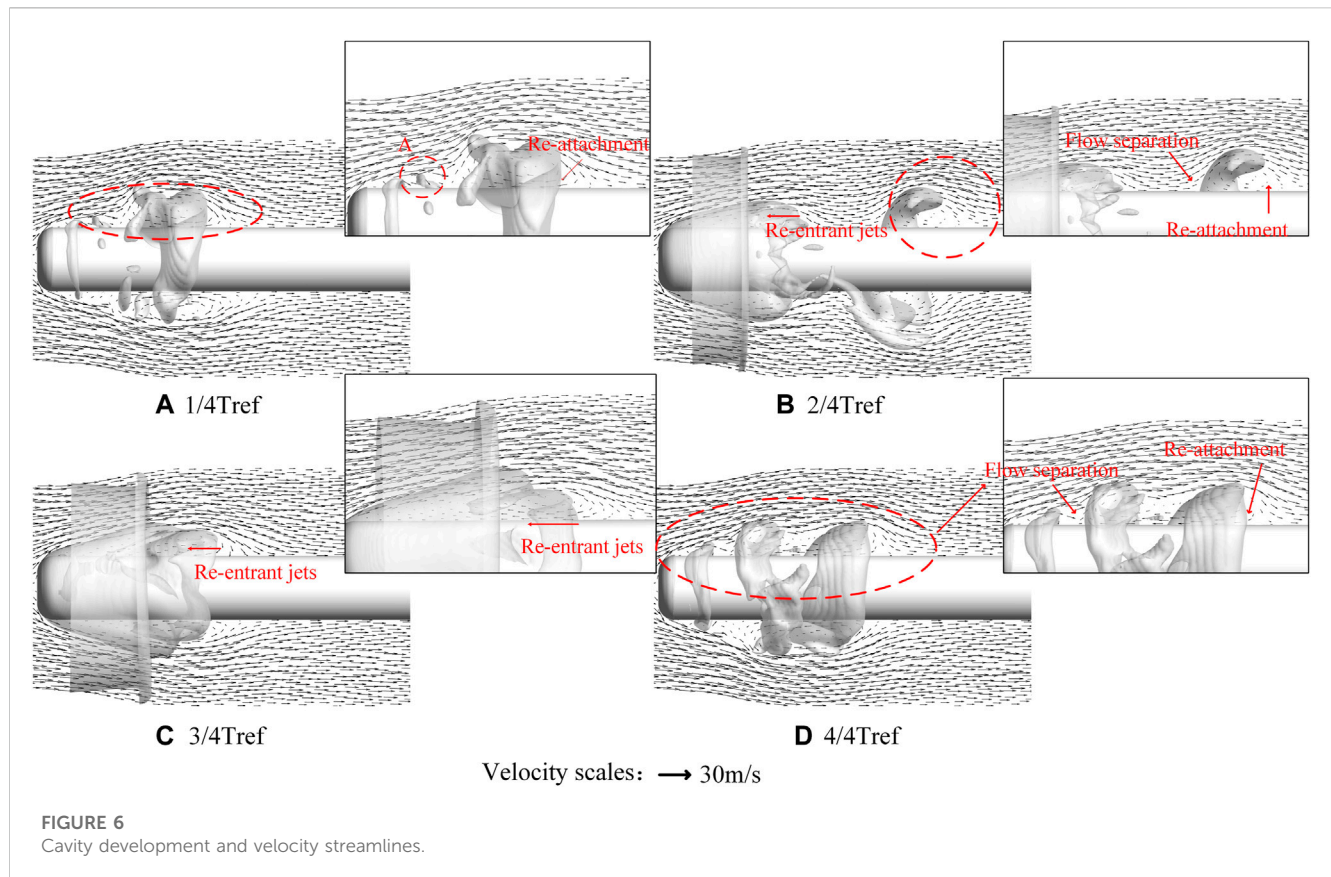 A
Re-attachment
Flow separation
Re-entrant jets
Re-attachment
A 1/4Tref
B 2/4Tref
Re-entrant jets
Re-entrant jets
Flow separation
Re-attachment
C 3/4Tref
D 4/4Tref
Velocity scales: 30m/s
FIGURE 6
Cavity development and velocity streamlines.